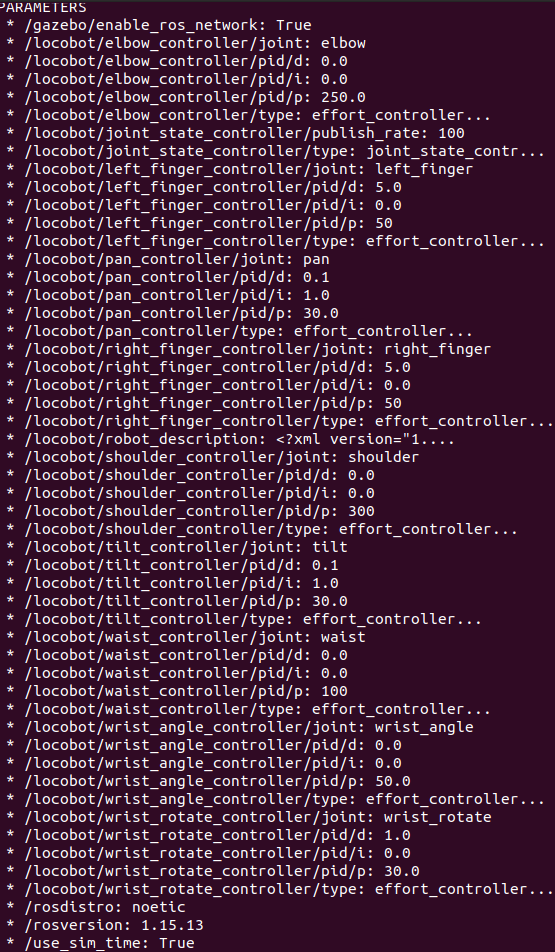 PARAMETERS
* /gazebo/enable_ros_network: True
* /locobot/elbow_controller/joint: elbow
* /locobot/elbow_controller/pid/d: 0.0
* /locobot/elbow_controller/pid/i: 0.0
* /locobot/elbow_controller/pid/p: 250.0
* /locobot/elbow_controller/type: effort_controller...
* /locobot/joint_state_controller/publish_rate: 100
* /locobot/joint_state_controller/type: joint_state_contr...
* /locobot/left_finger_controller/joint: left_finger
* /locobot/left_finger_controller/pid/d: 5.0
* /locobot/left_finger_controller/pid/i: 0.0
* /locobot/left_finger_controller/pid/p: 50
* /locobot/left_finger_controller/type: effort_controller...
* /locobot/pan_controller/joint: pan
* /locobot/pan_controller/pid/d: 0.1
* /locobot/pan_controller/pid/i: 1.0
* /locobot/pan_controller/pid/p: 30.0
* /locobot/pan_controller/type: effort_controller...
* /locobot/right_finger_controller/joint: right_finger
* /locobot/right_finger_controller/pid/d: 5.0
* /locobot/right_finger_controller/pid/i: 0.0
* /locobot/right_finger_controller/pid/p: 50
* /locobot/right_finger_controller/type: effort_controller...
* /locobot/robot_description: <?xml version="1....
* /locobot/shoulder_controller/joint: shoulder
* /locobot/shoulder_controller/pid/d: 0.0
* /locobot/shoulder_controller/pid/i: 0.0
* /locobot/shoulder_controller/pid/p: 300
* /locobot/shoulder_controller/type: effort_controller...
* /locobot/tilt_controller/joint: tilt
* /locobot/tilt_controller/pid/d: 0.1
* /locobot/tilt_controller/pid/i: 1.0
* /locobot/tilt_controller/pid/p: 30.0
* /locobot/tilt_controller/type: effort_controller...
* /locobot/waist_controller/joint: waist
* /locobot/waist_controller/pid/d: 0.0
* /locobot/waist_controller/pid/i: 0.0
* /locobot/waist_controller/pid/p: 100
* /locobot/waist_controller/type: effort_controller...
* /locobot/wrist_angle_controller/joint: wrist_angle
* /locobot/wrist_angle_controller/pid/d: 0.0
* /locobot/wrist_angle_controller/pid/i: 0.0
* /locobot/wrist_angle_controller/pid/p: 50.0
* /locobot/wrist_angle_controller/type: effort_controller...
* /locobot/wrist_rotate_controller/joint: wrist_rotate
* /locobot/wrist_rotate_controller/pid/d: 1.0
* /locobot/wrist_rotate_controller/pid/i: 0.0
* /locobot/wrist_rotate_controller/pid/p: 30.0
* /locobot/wrist_rotate_controller/type: effort_controller...
* /rosdistro: noetic
* /rosversion: 1.15.13
* /use_sim_time: True